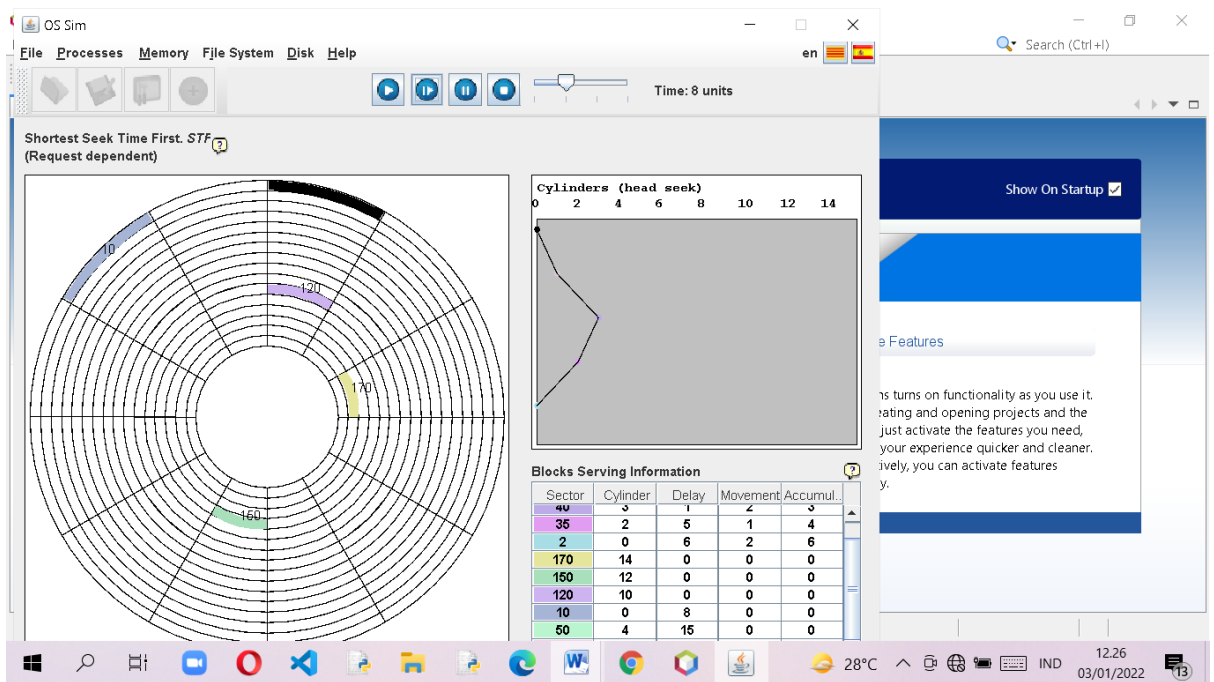 OS Sim
File Processes Memory File System Disk Help
en
Search (Ctrl+I)
Time: 8 units
Shortest Seek Time First. STF
(Request dependent)
?
10
120
170
150
Cylinders (head seek)
0 2 4 6 8 10 12 14
Blocks Serving Information
?
Sector Cylinder Delay Movement Accumul...
40 3 1 2 3
35 2 5 1 4
2 0 6 2 6
170 14 0 0 0
150 12 0 0 0
120 10 0 0 0
10 0 8 0 0
50 4 15 0 0
Show On Startup
Features
turns on functionality as you use it.
eating and opening projects and the
just activate the features you need,
your experience quicker and cleaner.
you can activate features
28°C
IND
12.26
03/01/2022
13